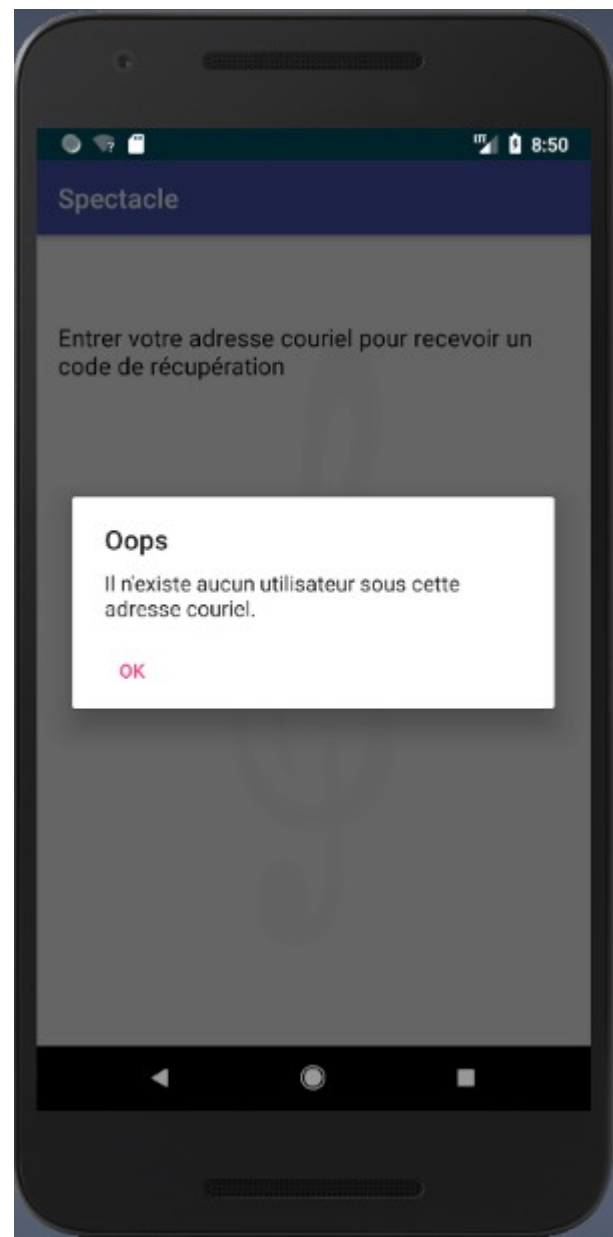 8:50
Spectacle
Entrer votre adresse couriel pour recevoir un
code de récupération
Oops
Il n'existe aucun utilisateur sous cette
adresse couriel.
OK